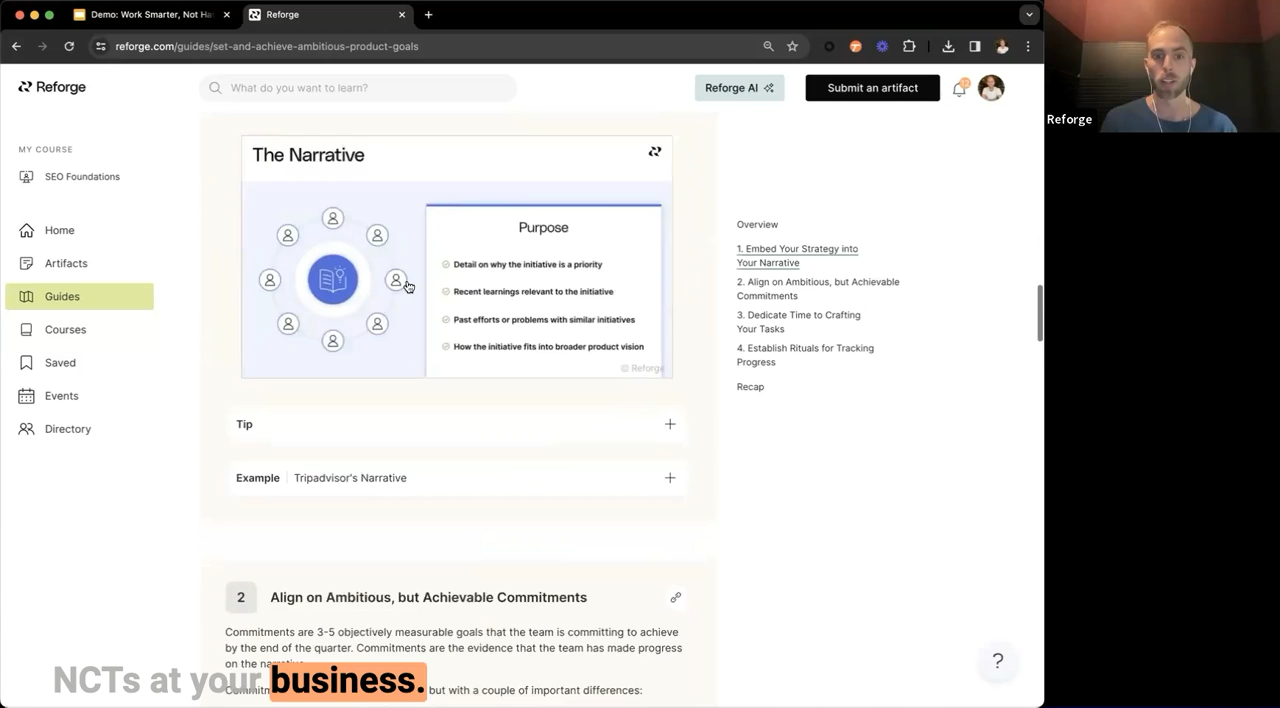 Demo: Work Smarter, Not Ha
Reforge
reforge.com/guides/set-and-achieve-ambitious-product-goals
Reforge
What do you want to learn?
Reforge AI
Submit an artifact
Reforge
MY COURSE
SEO Foundations
Home
Artifacts
Guides
Courses
Saved
Events
Directory
The Narrative
Purpose
Detail on why the initiative is a priority
Recent learnings relevant to the initiative
Past efforts or problems with similar initiatives
How the initiative fits into broader product vision
© Reforge
Tip
Example
Tripadvisor's Narrative
2
Align on Ambitious, but Achievable Commitments
Commitments are 3-5 objectively measurable goals that the team is committing to achieve
by the end of the quarter. Commitments are the evidence that the team has made progress
on the
but with a couple of important differences:
NCTs at your business.
Overview
1. Embed Your Strategy into
Your Narrative
2. Align on Ambitious, but Achievable
Commitments
3. Dedicate Time to Crafting
Your Tasks
4. Establish Rituals for Tracking
Progress
Recap
?